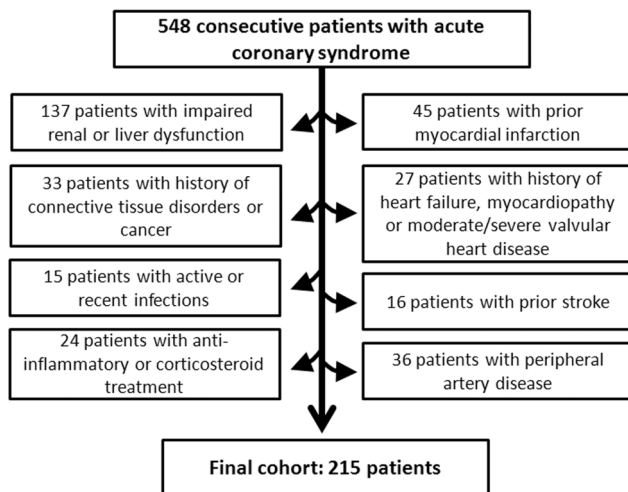 548 consecutive patients with acute
coronary syndrome
137 patients with impaired
renal or liver dysfunction
45 patients with prior
myocardial infarction
33 patients with history of
connective tissue disorders or
cancer
27 patients with history of
heart failure, myocardiopathy
or moderate/severe valvular
heart disease
15 patients with active or
recent infections
16 patients with prior stroke
24 patients with anti-
inflammatory or corticosteroid
treatment
36 patients with peripheral
artery disease
Final cohort: 215 patients